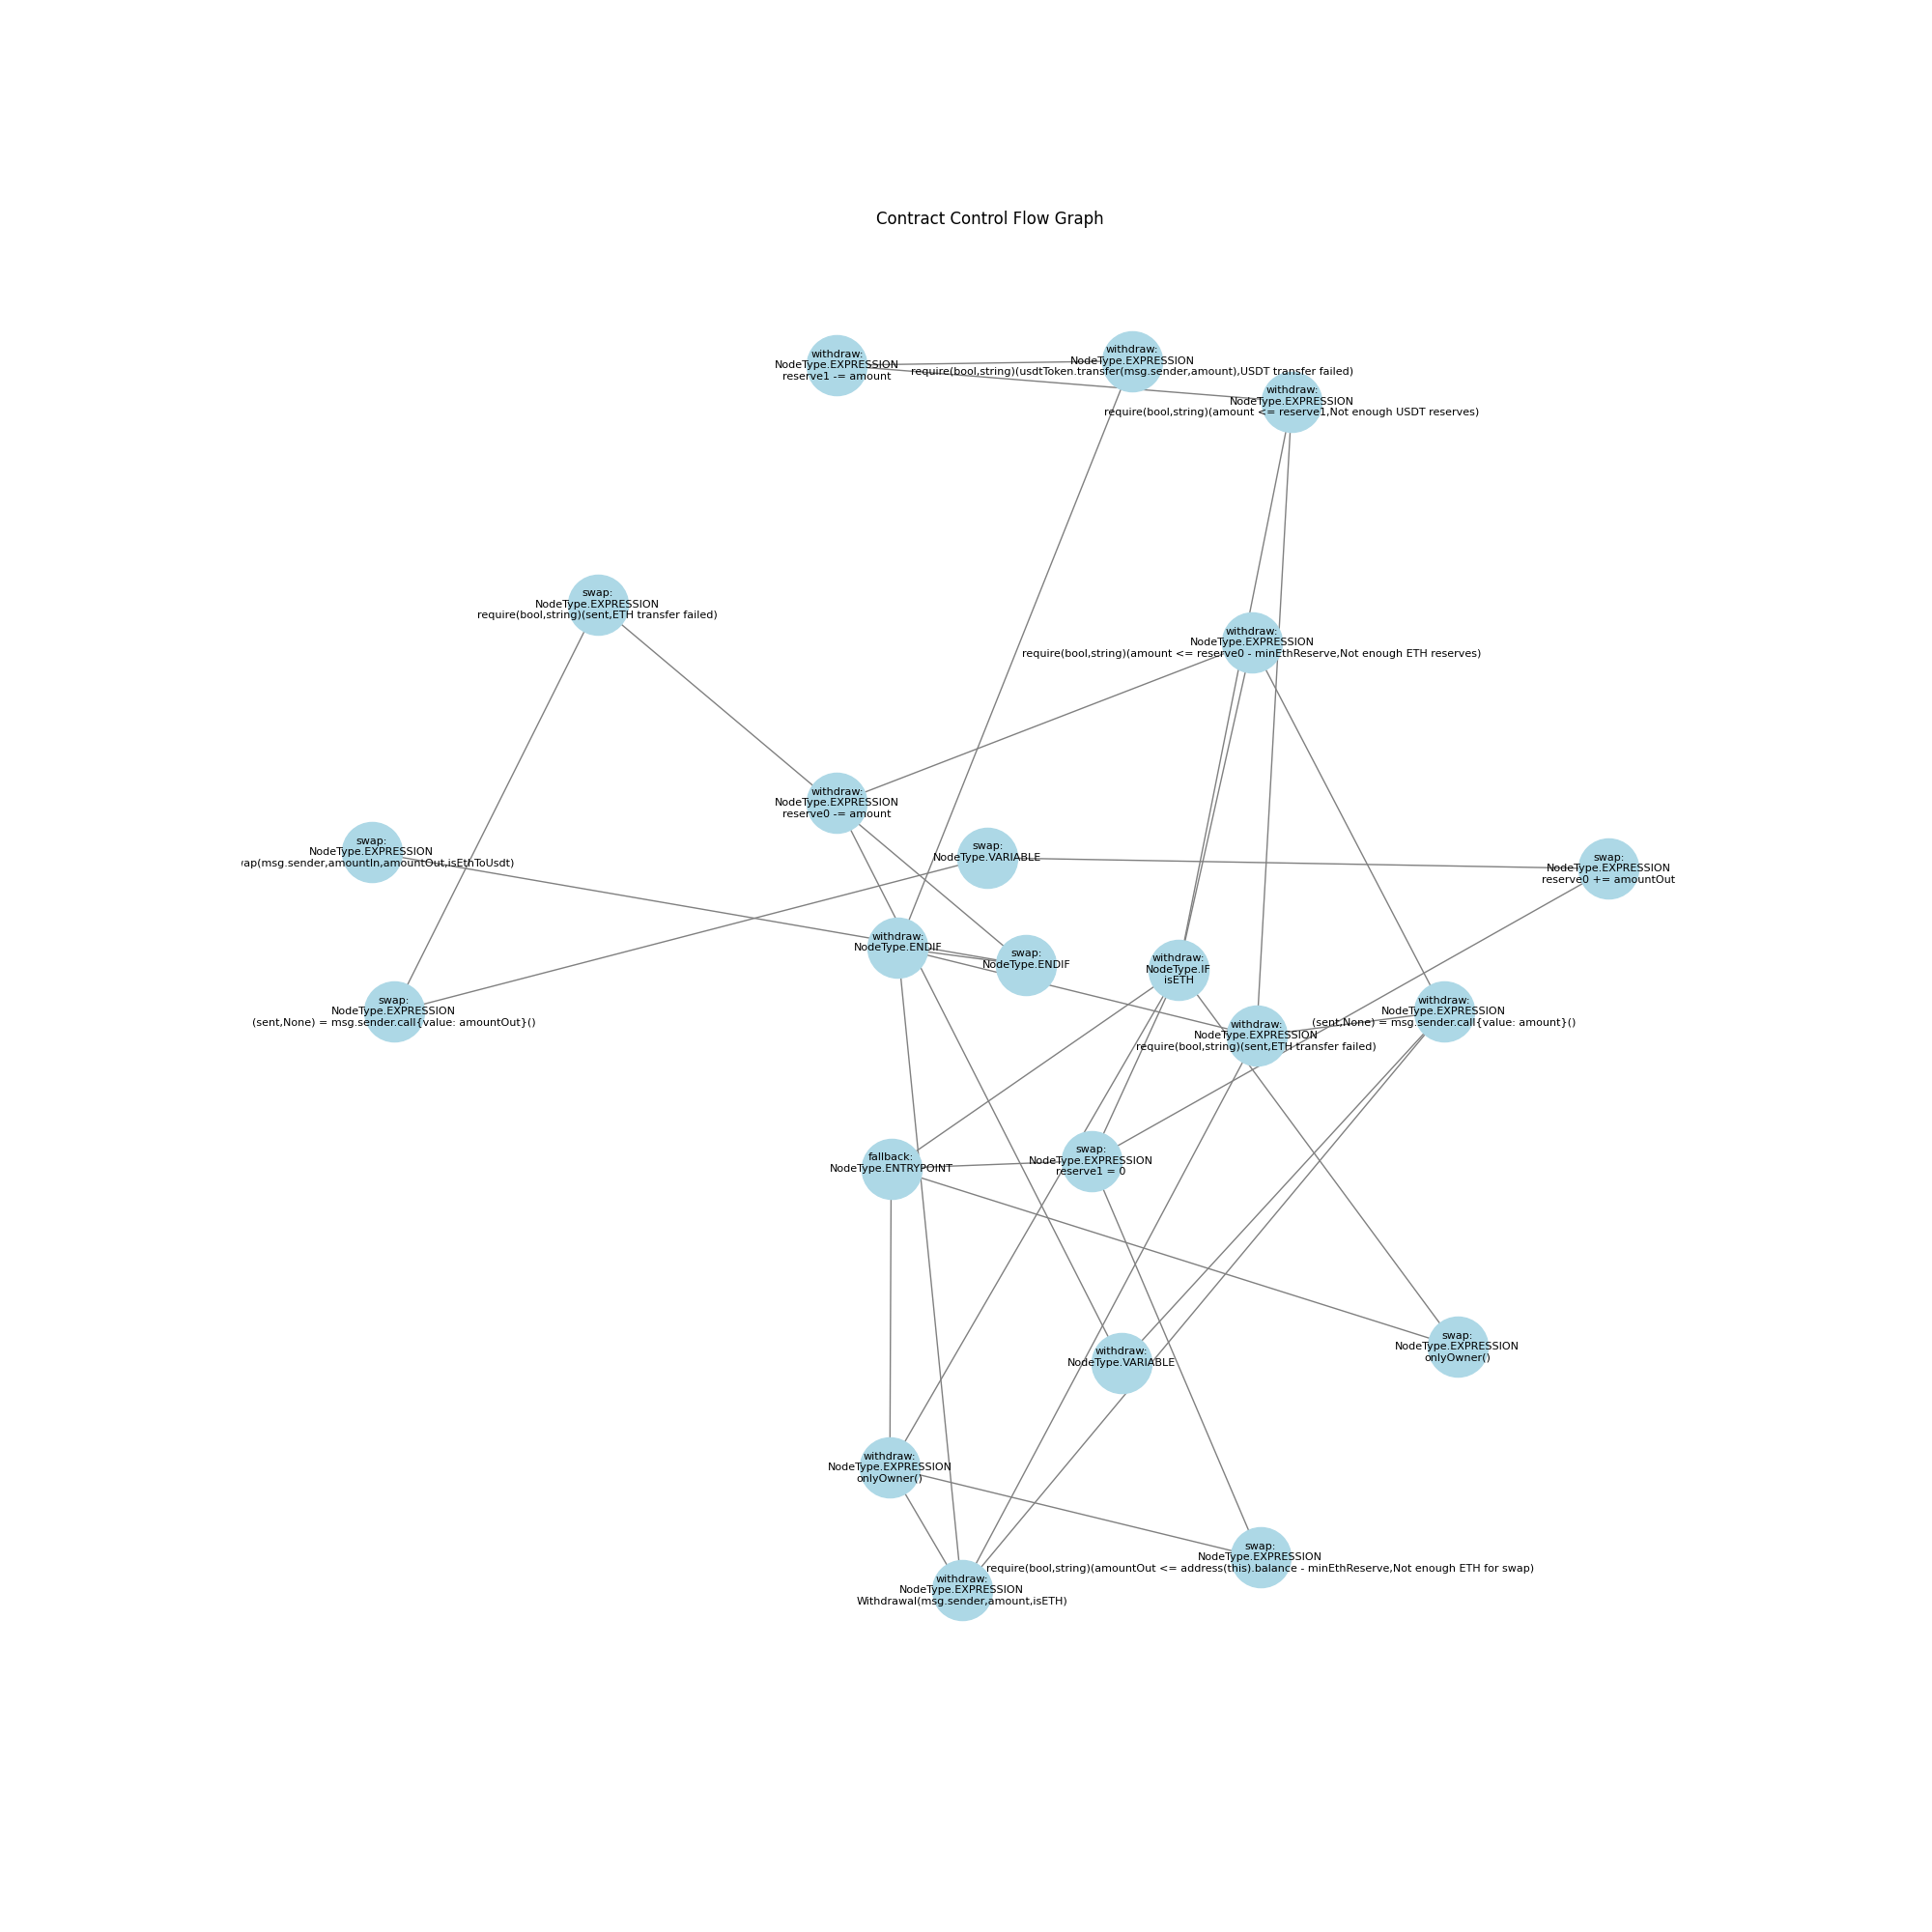 Contract Control Flow Graph
withdraw:
NodeType.EXPRESSION
reserve1 -= amount
withdraw:
NodeType.EXPRESSION
require(bool,string)(usdtToken.transfer(msg.sender,amount),USDT transfer failed)
withdraw:
NodeType.EXPRESSION
require(bool,string)(amount <= reserve1,Not enough USDT reserves)
swap:
NodeType.EXPRESSION
require(bool,string)(sent,ETH transfer failed)
withdraw:
NodeType.EXPRESSION
require(bool,string)(amount <= reserve0 - minEthReserve,Not enough ETH reserves)
withdraw:
NodeType.EXPRESSION
reserve0 -= amount
swap:
NodeType.EXPRESSION
ap(msg.sender,amountIn,amountOut,isEthToUsdt)
swap:
NodeType.VARIABLE
swap:
NodeType.EXPRESSION
reserve0 += amountOut
withdraw:
NodeType.ENDIF
swap:
NodeType.ENDIF
withdraw:
NodeType.IF
isETH
swap:
NodeType.EXPRESSION
(sent,None) = msg.sender.call{value: amountOut}()
withdraw:
NodeType.EXPRESSION
(sent,None) = msg.sender.call{value: amount}()
withdraw:
NodeType.EXPRESSION
require(bool,string)(sent,ETH transfer failed)
fallback:
NodeType.ENTRYPOINT
swap:
NodeType.EXPRESSION
reserve1 = 0
swap:
NodeType.EXPRESSION
onlyOwner()
withdraw:
NodeType.VARIABLE
withdraw:
NodeType.EXPRESSION
onlyOwner()
swap:
NodeType.EXPRESSION
require(bool,string)(amountOut <= address(this).balance - minEthReserve,Not enough ETH for swap)
withdraw:
NodeType.EXPRESSION
Withdrawal(msg.sender,amount,isETH)